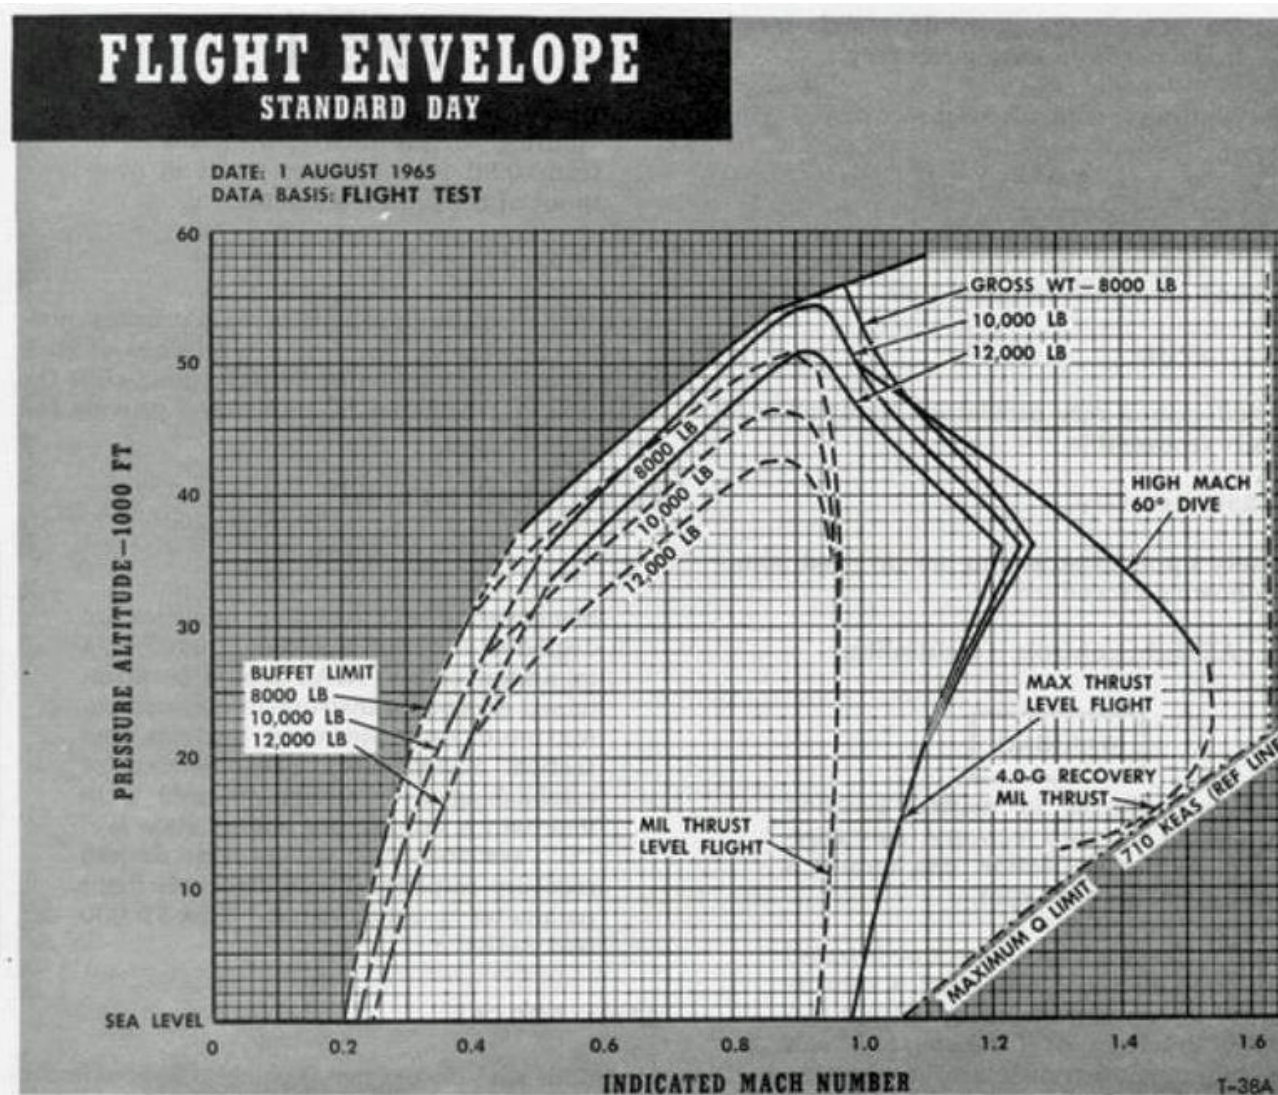 FLIGHT ENVELOPE
STANDARD DAY
DATE: 1 AUGUST 1965
DATA BASIS: FLIGHT TEST
60
50
40
30
20
10
SEA LEVEL
PRESSURE ALTITUDE—1000 FT
GROSS WT—8000 LB
10,000 LB
12,000 LB
8000 LB
10,000 LB
12,000 LB
HIGH MACH
60° DIVE
BUFFET LIMIT
8000 LB
10,000 LB
12,000 LB
MAX THRUST
LEVEL FLIGHT
4.0-G RECOVERY
MIL THRUST
MIL THRUST
LEVEL FLIGHT
710 KEAS (REF LINE
MAXIMUM Q LIMIT
0 0.2 0.4 0.6 0.8 1.0 1.2 1.4 1.6
INDICATED MACH NUMBER
T-38A